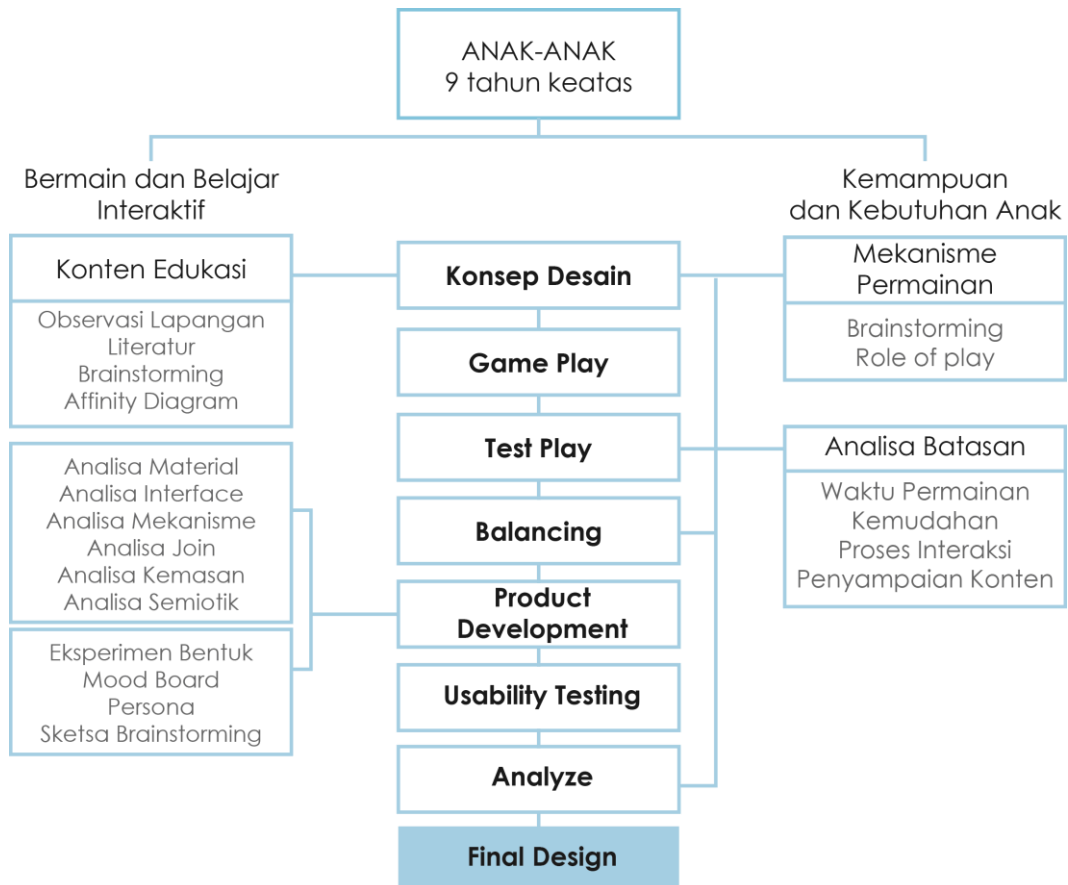 ANAK-ANAK
9 tahun keatas
Bermain dan Belajar
Interaktif
Kemampuan
dan Kebutuhan Anak
Konten Edukasi
Observasi Lapangan
Literatur
Brainstorming
Affinity Diagram
Analisa Material
Analisa Interface
Analisa Mekanisme
Analisa Join
Analisa Kemasan
Analisa Semiotik
Eksperimen Bentuk
Mood Board
Persona
Sketsa Brainstorming
Konsep Desain
Game Play
Test Play
Balancing
Product
Development
Usability Testing
Analyze
Final Design
Mekanisme
Permainan
Brainstorming
Role of play
Analisa Batasan
Waktu Permainan
Kemudahan
Proses Interaksi
Penyampaian Konten